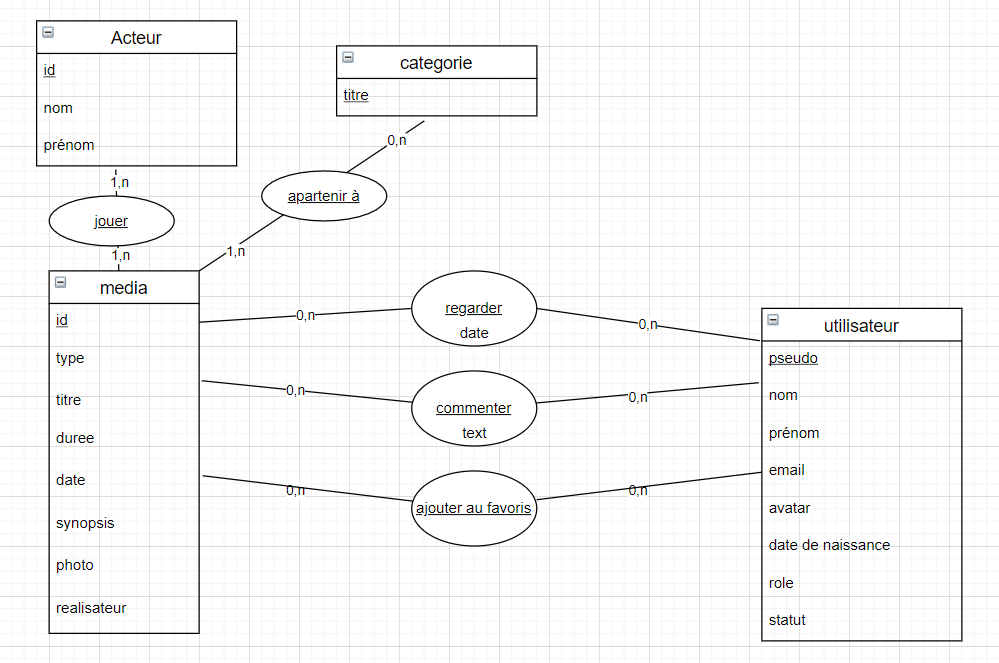 Acteur
id
nom
prénom
categorie
titre
0,n
apartenir à
1,n
1,n
jouer
1,n
media
id
type
titre
duree
date
synopsis
photo
realisateur
0,n
regarder
date
0,n
0,n
commenter
text
0,n
0,n
ajouter au favoris
0,n
utilisateur
pseudo
nom
prénom
email
avatar
date de naissance
role
statut